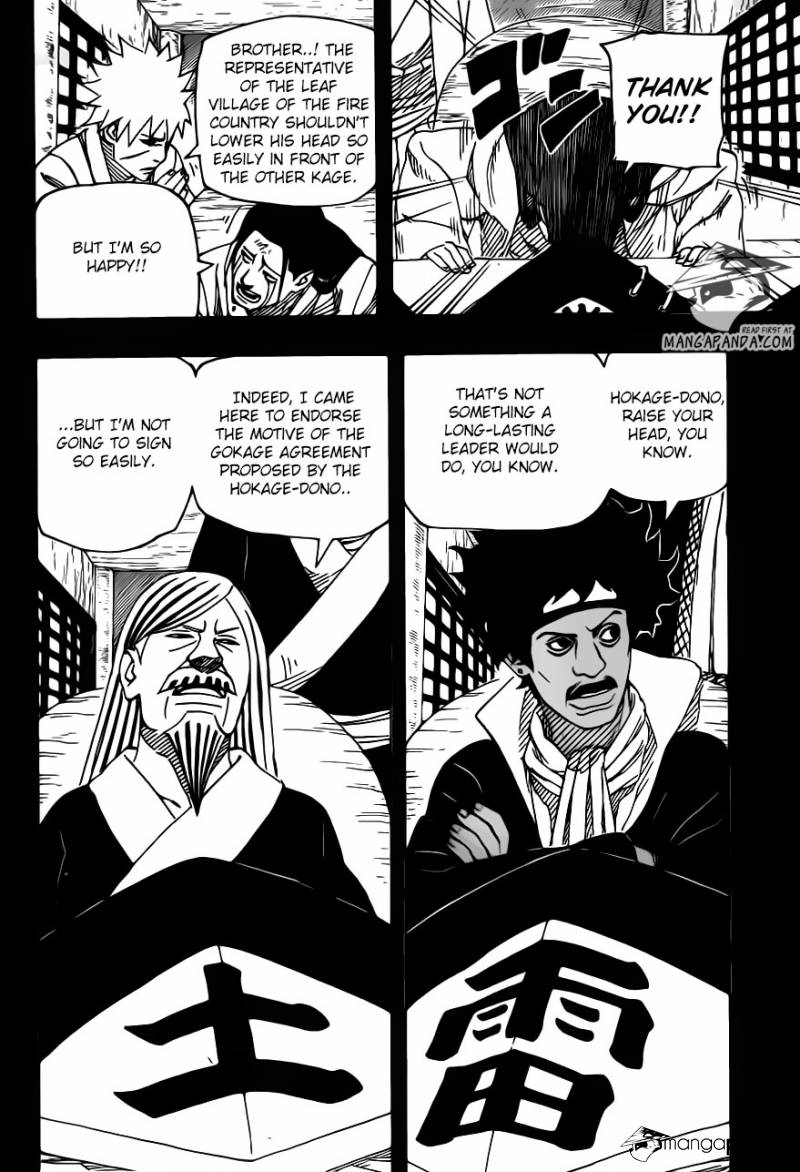 THANK
YOU!!
ゴン
BROTHER..! THE
REPRESENTATIVE
OF THE LEAF
VILLAGE OF THE FIRE
COUNTRY SHOULDN'T
LOWER HIS HEAD SO
EASILY IN FRONT OF
THE OTHER KAGE.
BUT I'M SO
HAPPY!!
READ FIRST AT
MANGAPANDA.COM
HOKAGE-DONO,
RAISE YOUR
HEAD, YOU
KNOW.
THAT'S NOT
SOMETHING A
LONG-LASTING
LEADER WOULD
DO, YOU KNOW.
雷
INDEED, I CAME
HERE TO ENDORSE
THE MOTIVE OF THE
GOKAGE AGREEMENT
PROPOSED BY THE
HOKAGE-DONO..
...BUT I'M NOT
GOING TO SIGN
SO EASILY.
土